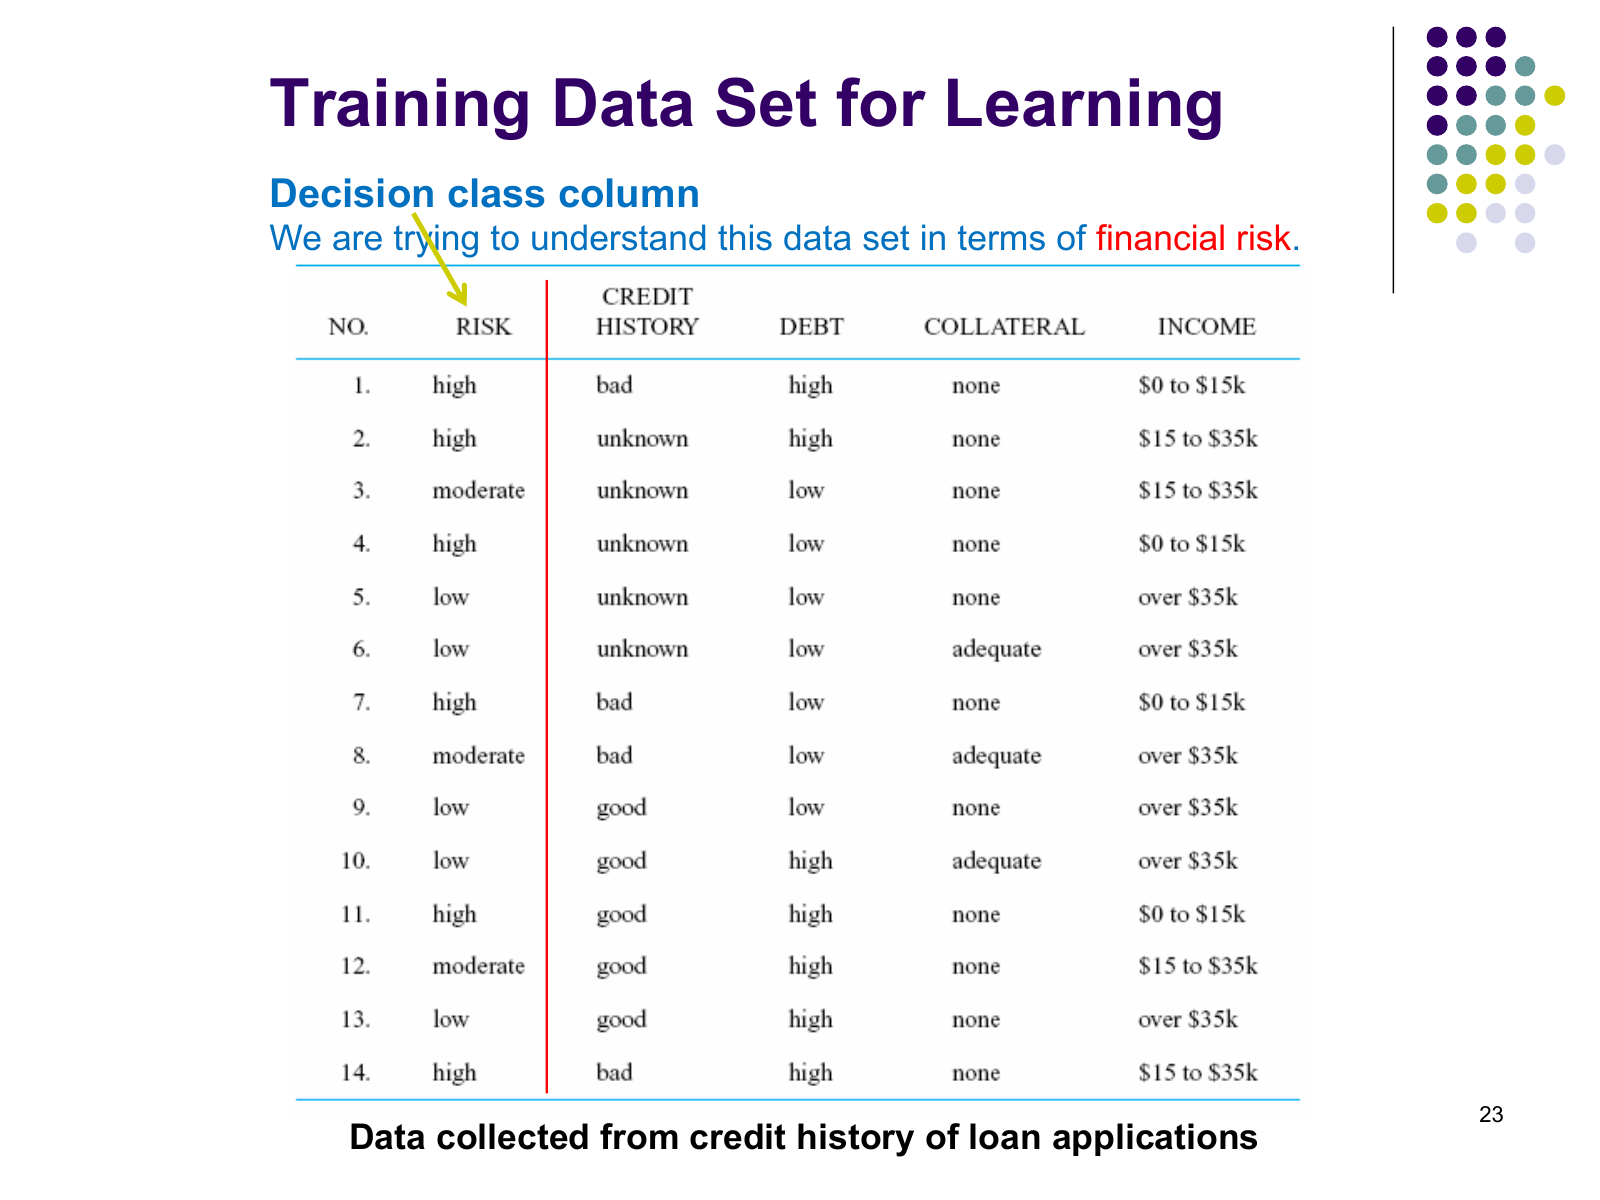 Training Data Set for Learning
Decision class column
We are trying to understand this data set in terms of financial risk.
NO. RISK CREDIT HISTORY DEBT COLLATERAL INCOME
1. high bad high none $0 to $15k
2. high unknown high none $15 to $35k
3. moderate unknown low none $15 to $35k
4. high unknown low none $0 to $15k
5. low unknown low none over $35k
6. low unknown low adequate over $35k
7. high bad low none $0 to $15k
8. moderate bad low adequate over $35k
9. low good low none over $35k
10. low good high adequate over $35k
11. high good high none $0 to $15k
12. moderate good high none $15 to $35k
13. low good high none over $35k
14. high bad high none $15 to $35k
Data collected from credit history of loan applications
23